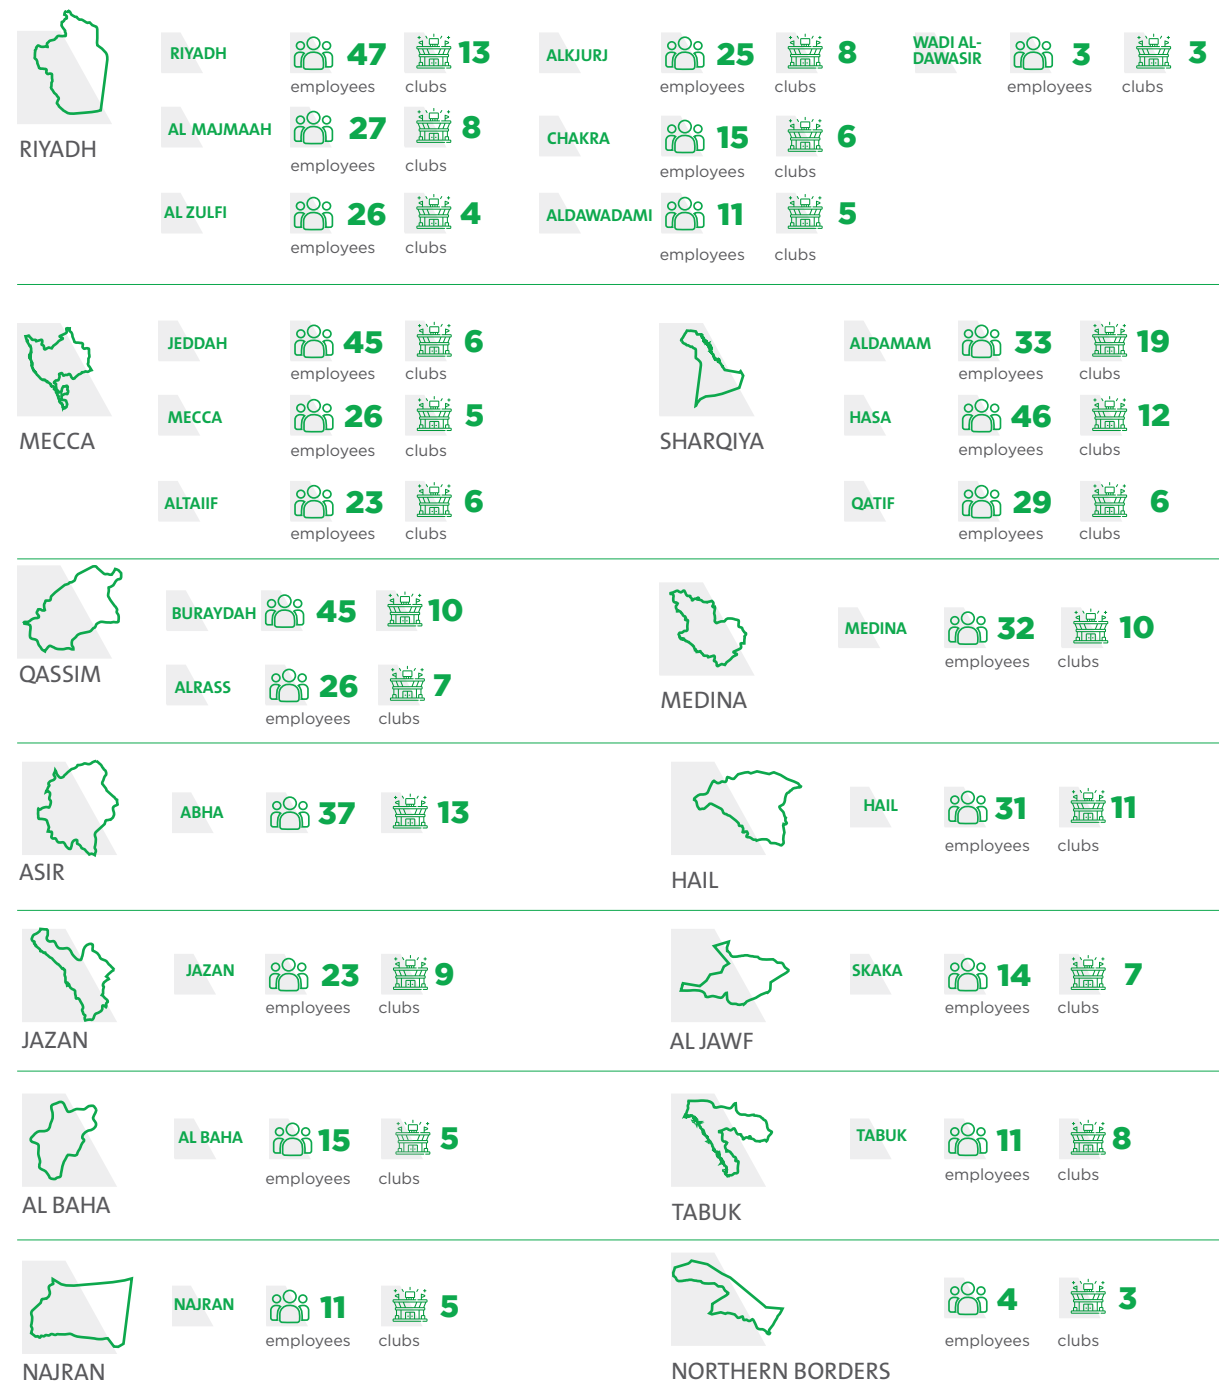 RIYADH
RIYADH 47 employees 13 clubs
AL MAJMAAH 27 employees 8 clubs
AL ZULFI 26 employees 4 clubs
ALKJURJ 25 employees 8 clubs
CHAKRA 15 employees 6 clubs
ALDAWADAMI 11 employees 5 clubs
WADI AL-
DAWASIR 3 employees 3 clubs
MECCA
JEDDAH 45 employees 6 clubs
MECCA 26 employees 5 clubs
ALTAIIF 23 employees 6 clubs
SHARQIYA
ALDAMAM 33 employees 19 clubs
HASA 46 employees 12 clubs
QATIF 29 employees 6 clubs
QASSIM
BURAYDAH 45 10
ALRASS 26 employees 7 clubs
MEDINA
MEDINA 32 employees 10 clubs
ASIR
ABHA 37 13
HAIL
HAIL 31 employees 11 clubs
JAZAN
JAZAN 23 employees 9 clubs
AL JAWF
SKAKA 14 employees 7 clubs
AL BAHA
AL BAHA 15 employees 5 clubs
TABUK
TABUK 11 employees 8 clubs
NAJRAN
NAJRAN 11 employees 5 clubs
NORTHERN BORDERS
4 employees 3 clubs